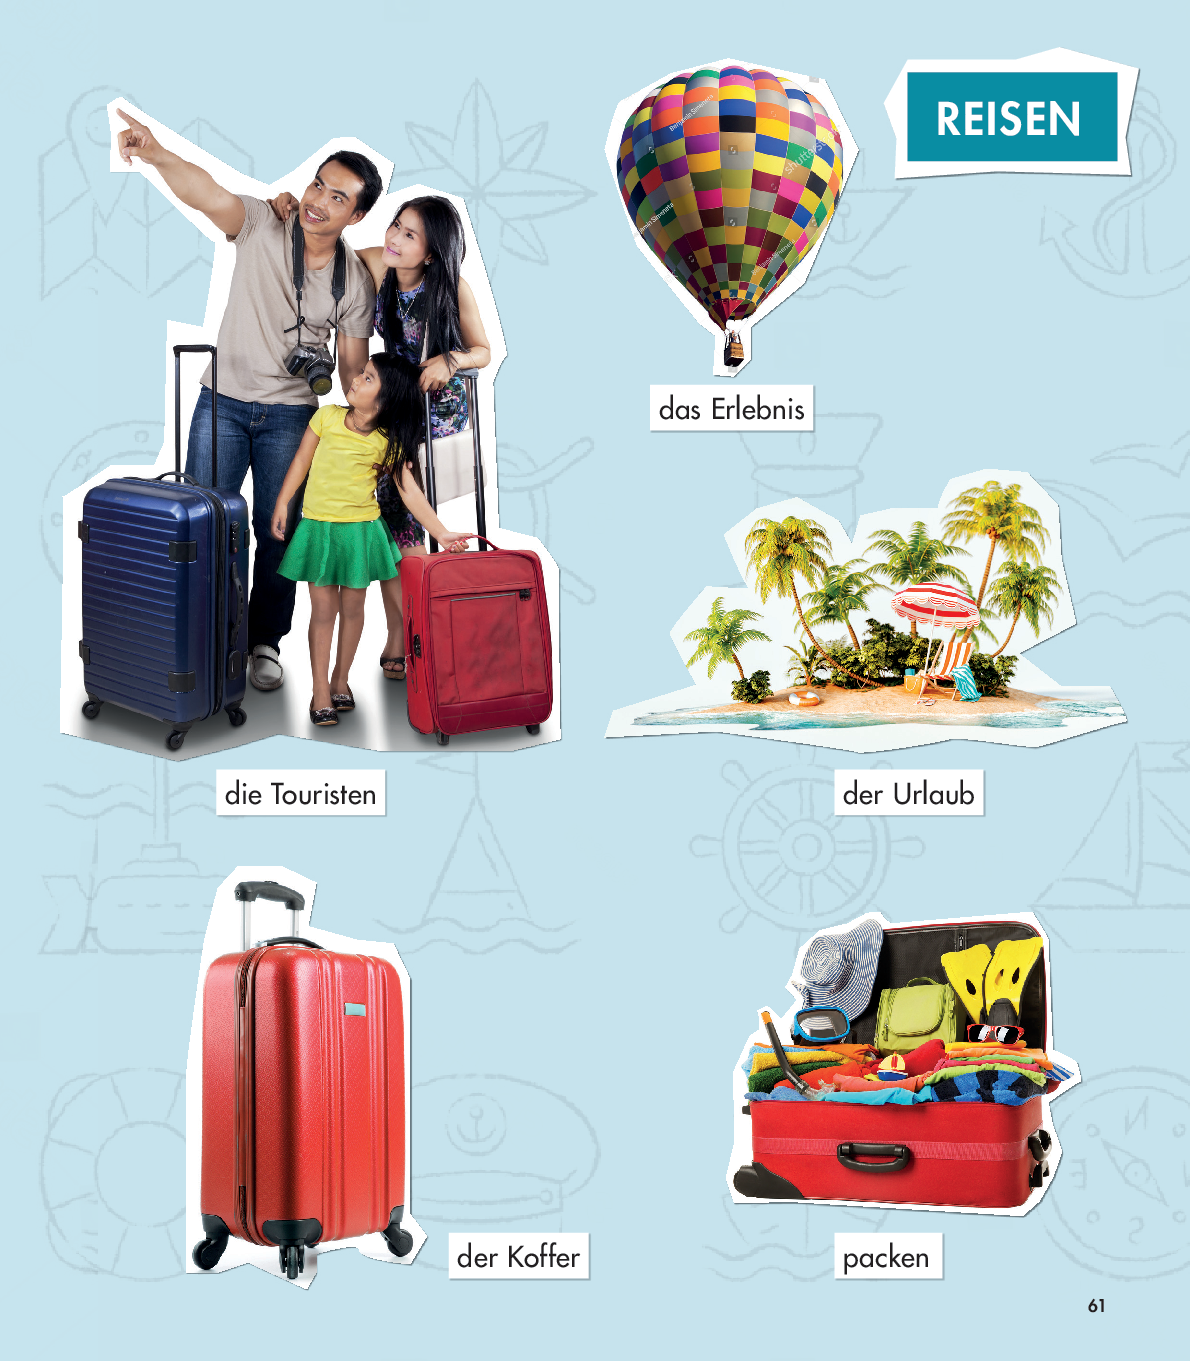 REISEN
das Erlebnis
die Touristen
der Urlaub
der Koffer
packen
61